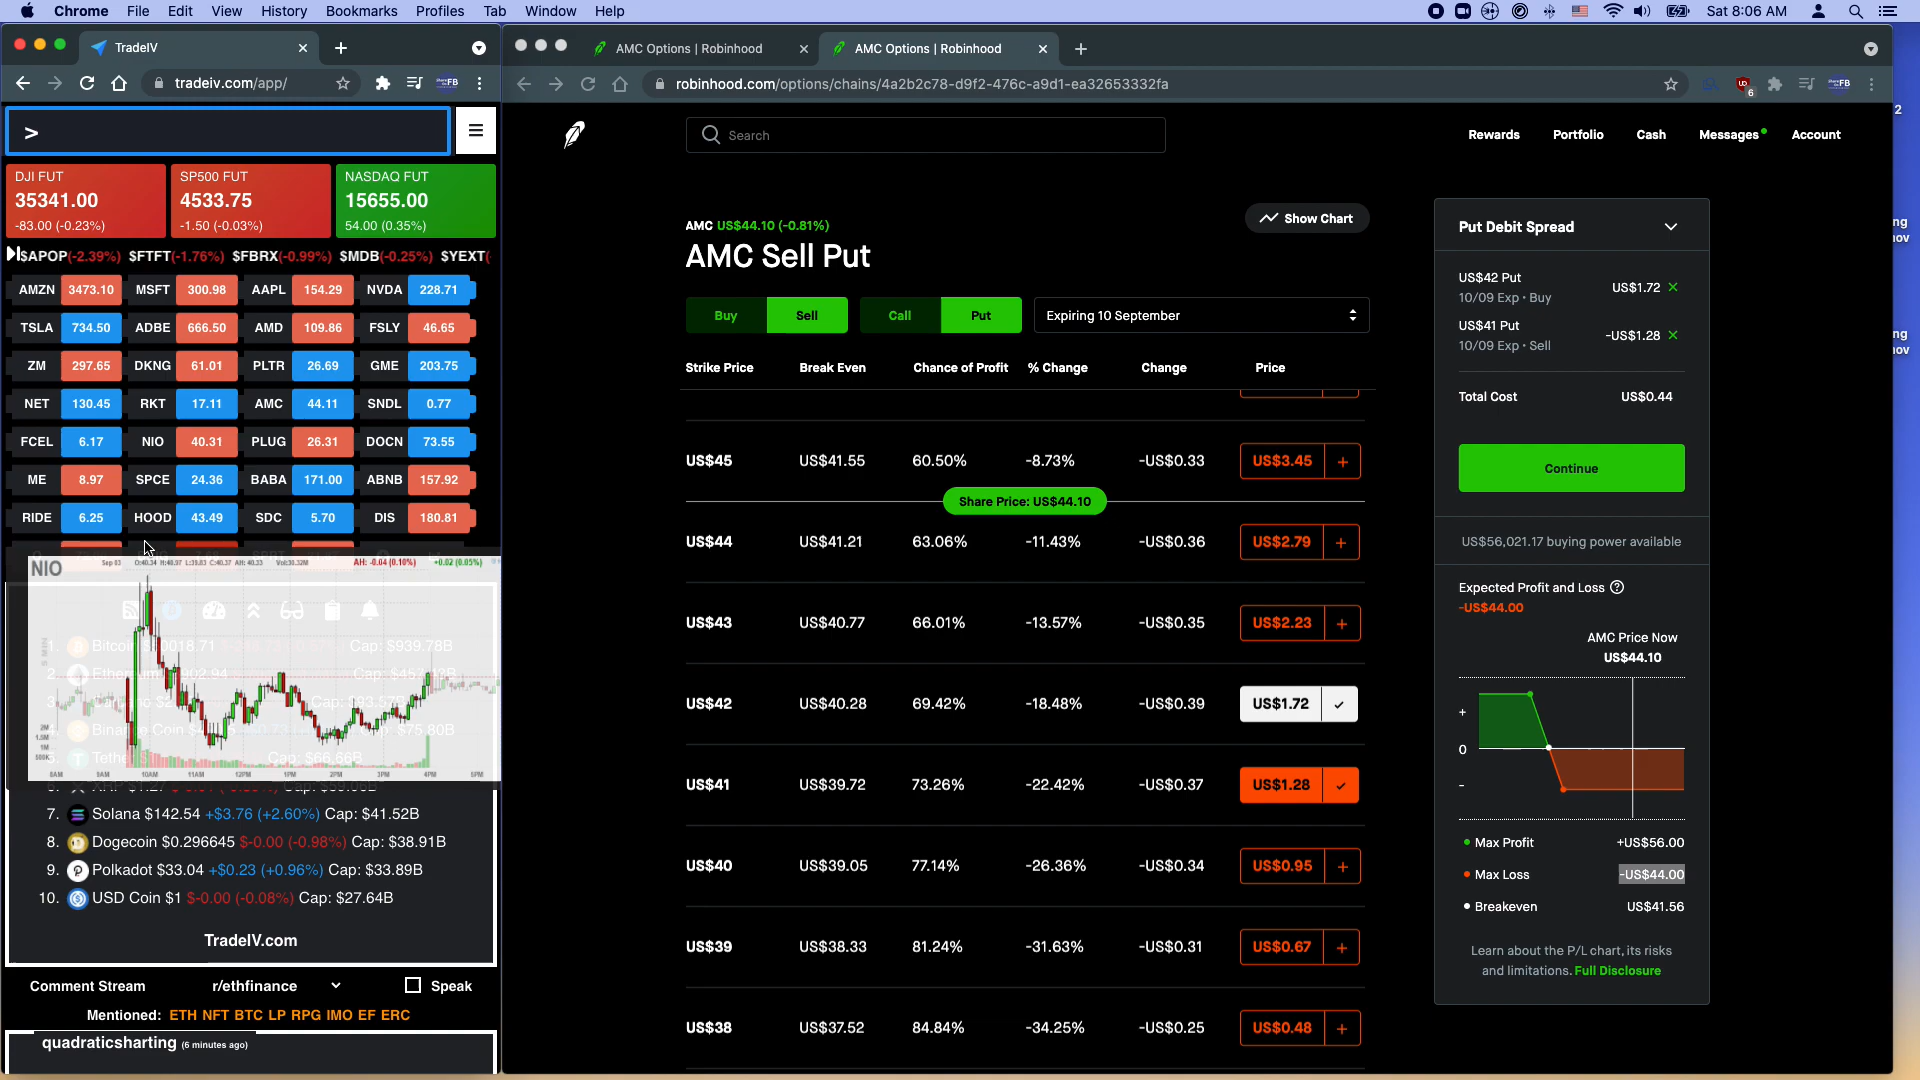 Chrome File Edit View History Bookmarks Profiles Tab Window Help
Sat 8:06 AM
TradeIV
AMC Options | Robinhood
AMC Options | Robinhood
tradeiv.com/app/
robinhood.com/options/chains/4a2b2c78-d9f2-476c-a9d1-ea32653332fa
6
>
DJI FUT
35341.00
-83.00 (-0.23%)
SP500 FUT
4533.75
-1.50 (-0.03%)
NASDAQ FUT
15655.00
54.00 (0.35%)
$APOP(-2.39%) $FTFT(-1.76%) $FBRX(-0.99%) $MDB(-0.25%) $YEXT(
AMZN 3473.10 MSFT 300.98 AAPL 154.29 NVDA 228.71
TSLA 734.50 ADBE 666.50 AMD 109.86 FSLY 46.65
ZM 297.65 DKNG 61.01 PLTR 26.69 GME 203.75
NET 130.45 RKT 17.11 AMC 44.11 SNDL 0.77
FCEL 6.17 NIO 40.31 PLUG 26.31 DOCN 73.55
ME 8.97 SPCE 24.36 BABA 171.00 ABNB 157.92
RIDE 6.25 HOOD 43.49 SDC 5.70 DIS 180.81
NIO
AH: -0.04 (0.10%) +0.02 (0.05%)
7. Solana $142.54 +$3.76 (+2.60%) Cap: $41.52B
8. Dogecoin $0.296645 $-0.00 (-0.98%) Cap: $38.91B
9. Polkadot $33.04 +$0.23 (+0.96%) Cap: $33.89B
10. USD Coin $1 $-0.00 (-0.08%) Cap: $27.64B
TradeIV.com
Comment Stream r/ethfinance Speak
Mentioned: ETH NFT BTC LP RPG IMO EF ERC
quadraticsharting (6 minutes ago)
Search
Rewards Portfolio Cash Messages Account
AMC US$44.10 (-0.81%)
AMC Sell Put
Show Chart
Buy Sell Call Put Expiring 10 September
Strike Price Break Even Chance of Profit % Change Change Price
US$45 US$41.55 60.50% -8.73% -US$0.33 US$3.45 +
Share Price: US$44.10
US$44 US$41.21 63.06% -11.43% -US$0.36 US$2.79 +
US$43 US$40.77 66.01% -13.57% -US$0.35 US$2.23 +
US$42 US$40.28 69.42% -18.48% -US$0.39 US$1.72 ✓
US$41 US$39.72 73.26% -22.42% -US$0.37 US$1.28 ✓
US$40 US$39.05 77.14% -26.36% -US$0.34 US$0.95 +
US$39 US$38.33 81.24% -31.63% -US$0.31 US$0.67 +
US$38 US$37.52 84.84% -34.25% -US$0.25 US$0.48 +
Put Debit Spread
US$42 Put
10/09 Exp • Buy
US$1.72 ×
US$41 Put
10/09 Exp • Sell
-US$1.28 ×
Total Cost US$0.44
Continue
US$56,021.17 buying power available
Expected Profit and Loss ?
-US$44.00
AMC Price Now
US$44.10
+
0
-
• Max Profit +US$56.00
• Max Loss -US$44.00
• Breakeven US$41.56
Learn about the P/L chart, its risks
and limitations. Full Disclosure
2
ng
ov
ng
ov